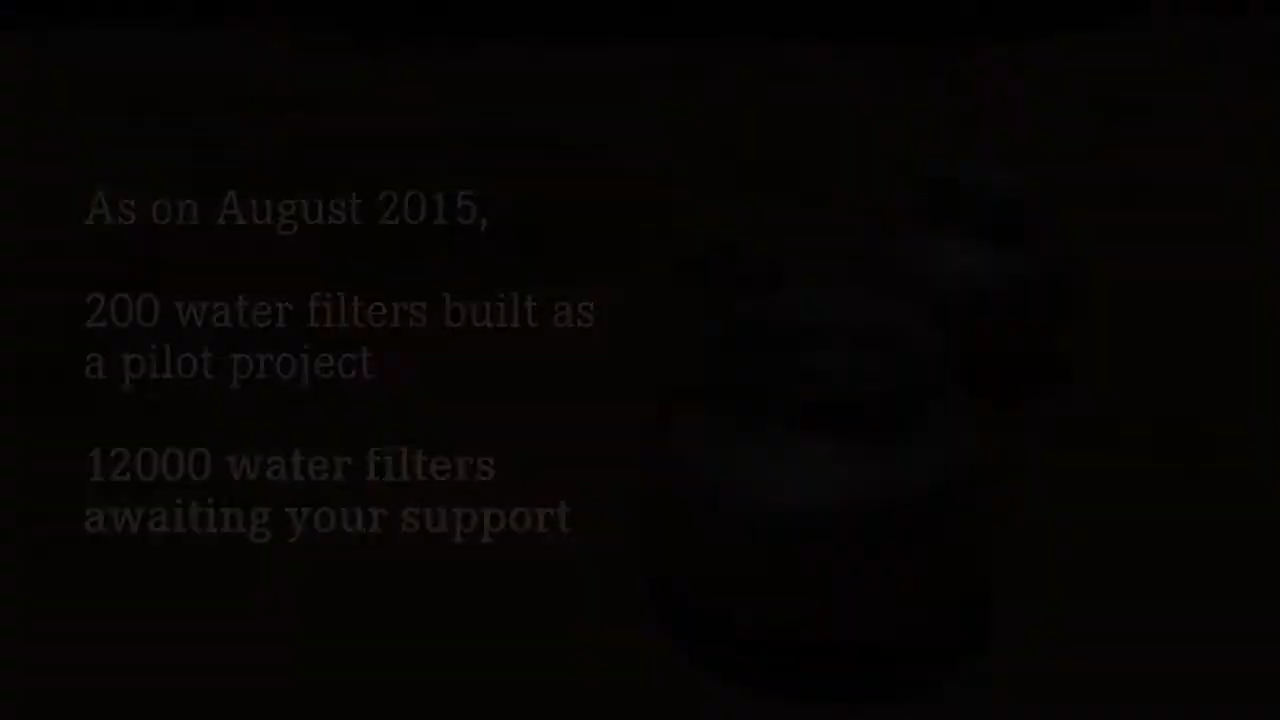 As on August 2015,
200 water filters built as
a pilot project
12000 water filters
awaiting your support